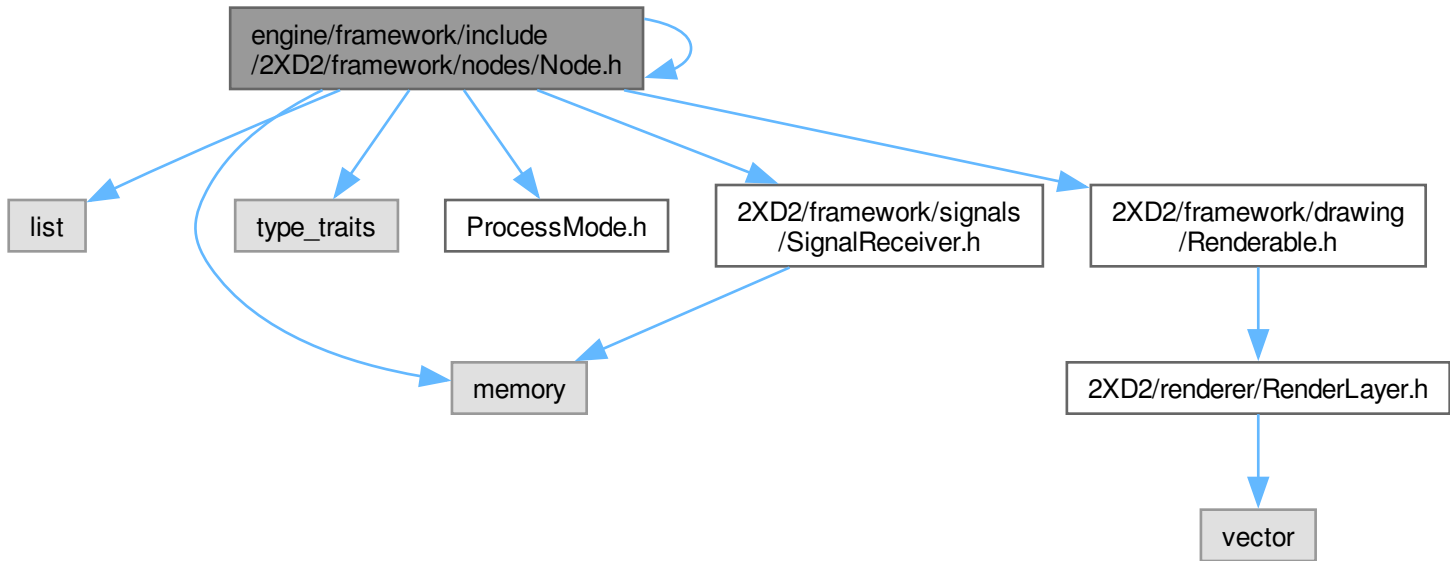 engine/framework/include
/2XD2/framework/nodes/Node.h
list
type_traits
ProcessMode.h
2XD2/framework/signals
/SignalReceiver.h
2XD2/framework/drawing
/Renderable.h
memory
2XD2/renderer/RenderLayer.h
vector